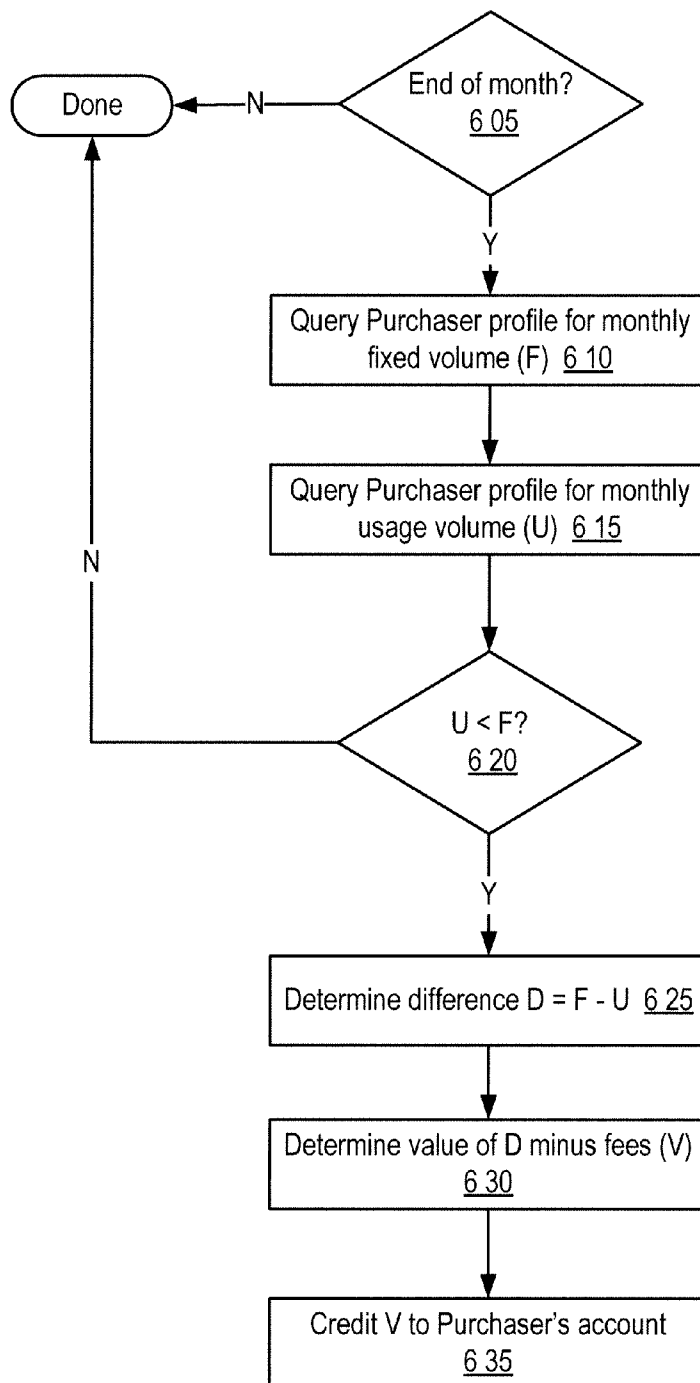 End of month?
6 05
N
Done
Y
Query Purchaser profile for monthly
fixed volume (F) 6 10
Query Purchaser profile for monthly
usage volume (U) 6 15
N
U < F?
6 20
Y
Determine difference D = F - U 6 25
Determine value of D minus fees (V)
6 30
Credit V to Purchaser's account
6 35